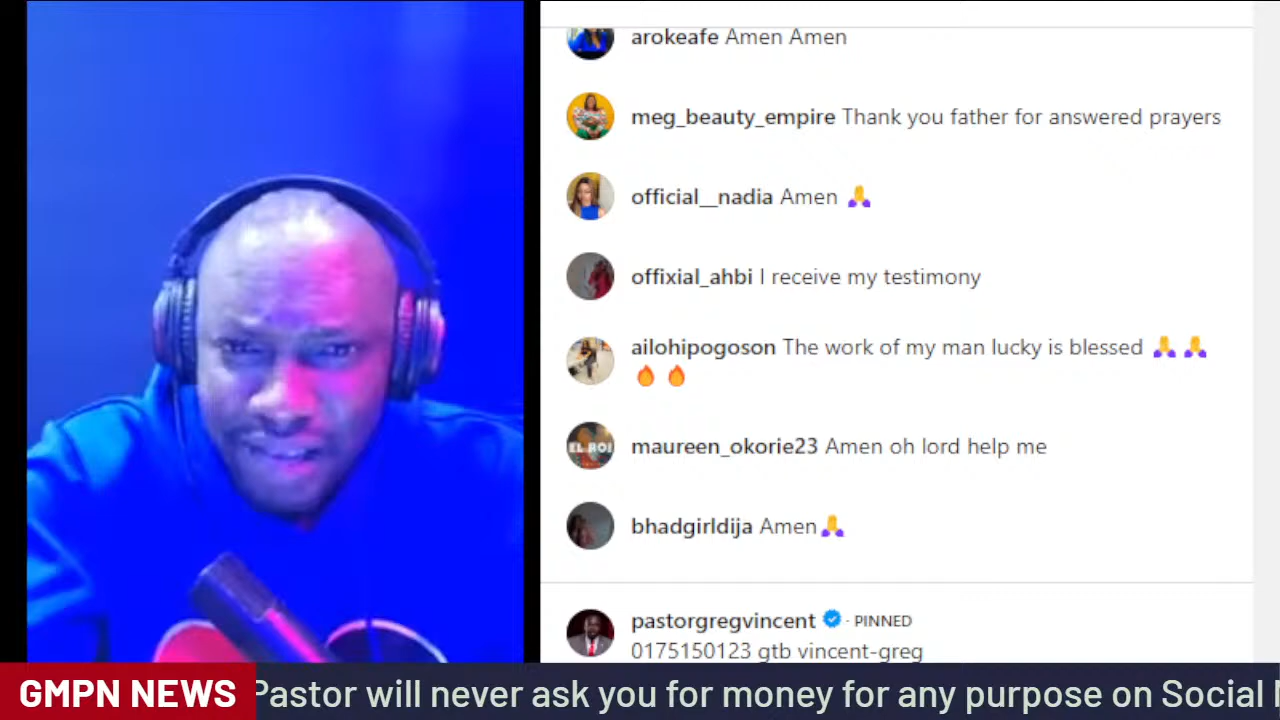 arokeafe Amen Amen
meg_beauty_empire Thank you father for answered prayers
official__nadia Amen 🙏
offixial_ahbi I receive my testimony
ailohipogoson The work of my man lucky is blessed 🙏 🙏
🔥 🔥
EL ROI
maureen_okorie23 Amen oh lord help me
bhadgirldija Amen🙏
pastorgregvincent · PINNED
0175150123 gtb vincent-greg
GMPN NEWS
Pastor will never ask you for money for any purpose on Social